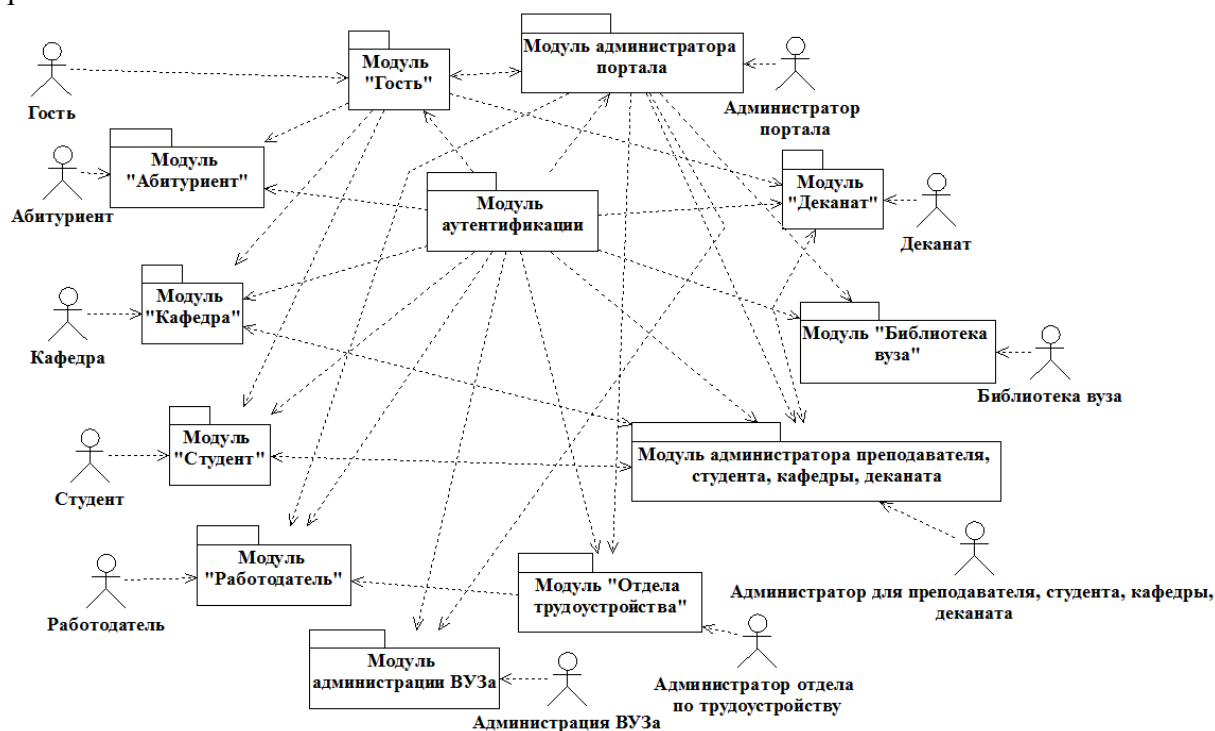 Модуль
"Гость"
Модуль администратора
портала
Гость
Администратор
портала
Модуль
"Абитуриент"
Абитуриент
Модуль
аутентификации
Модуль
"Деканат"
Деканат
Модуль
"Кафедра"
Кафедра
Модуль "Библиотека
вуза"
Библиотека вуза
Модуль
"Студент"
Студент
Модуль администратора преподавателя,
студента, кафедры, деканата
Администратор для преподавателя, студента, кафедры,
деканата
Модуль
"Работодатель"
Работодатель
Модуль "Отдела
трудоустройства"
Администратор отдела
по трудоустройству
Модуль
администрации ВУЗа
Администрация ВУЗа